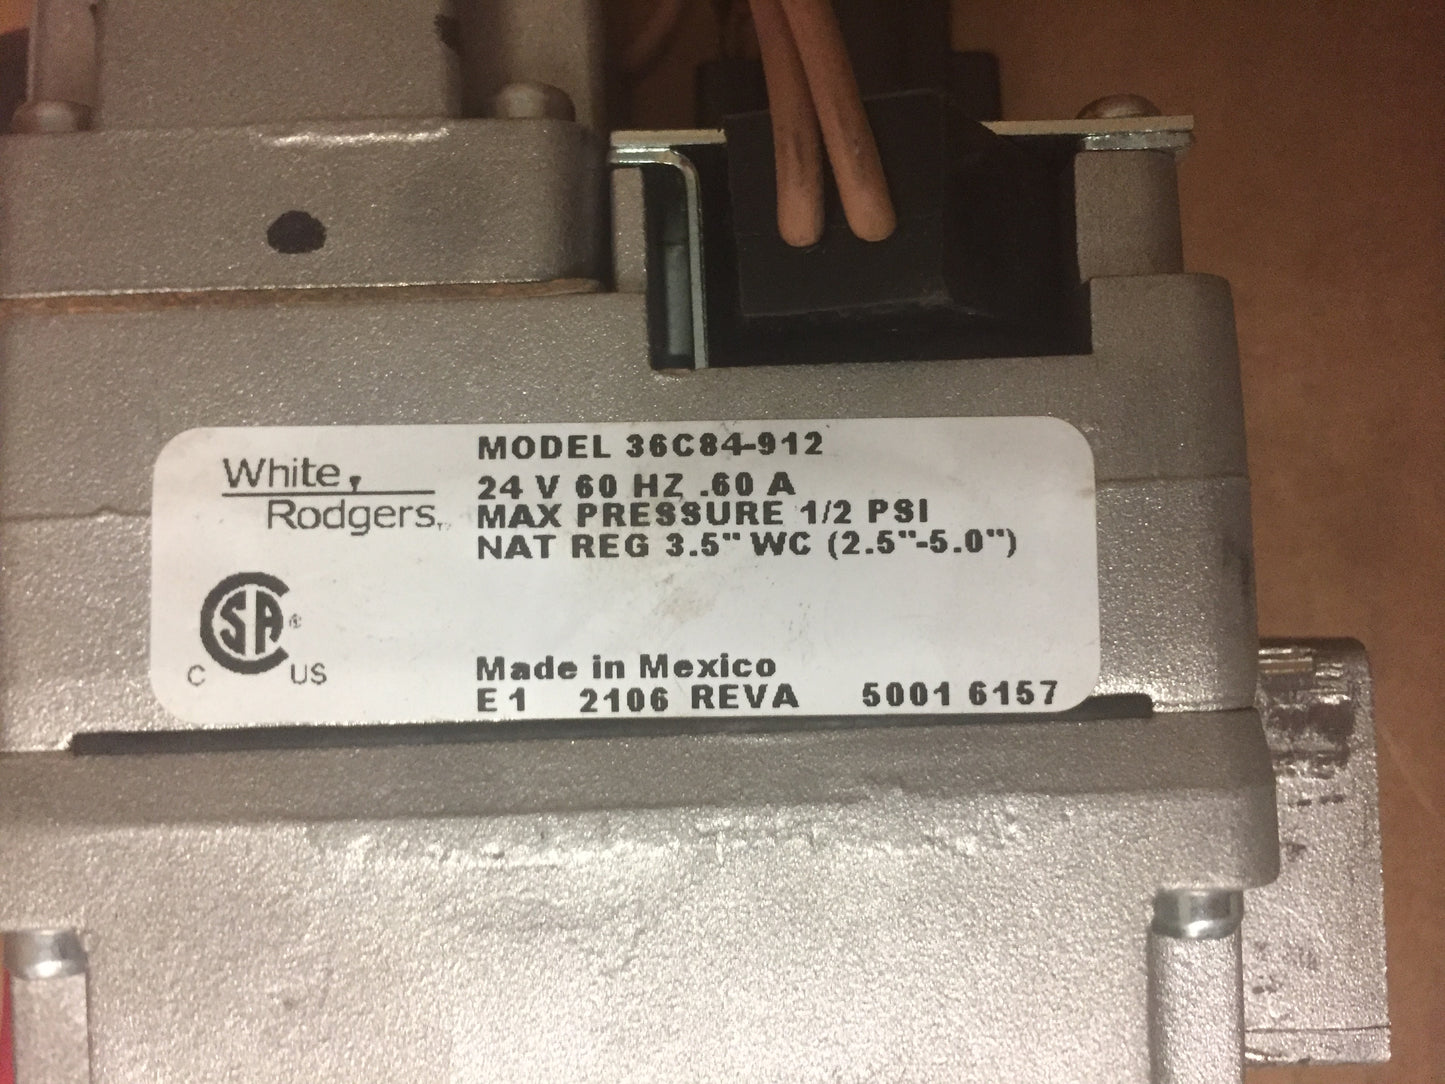 White
Rodgers
MODEL 36C84-912
24 V 60 HZ .60 A
MAX PRESSURE 1/2 PSI
NAT REG 3.5" WC (2.5"-5.0")
CSA®
C US
Made in Mexico
E1 2106 REVA 5001 6157